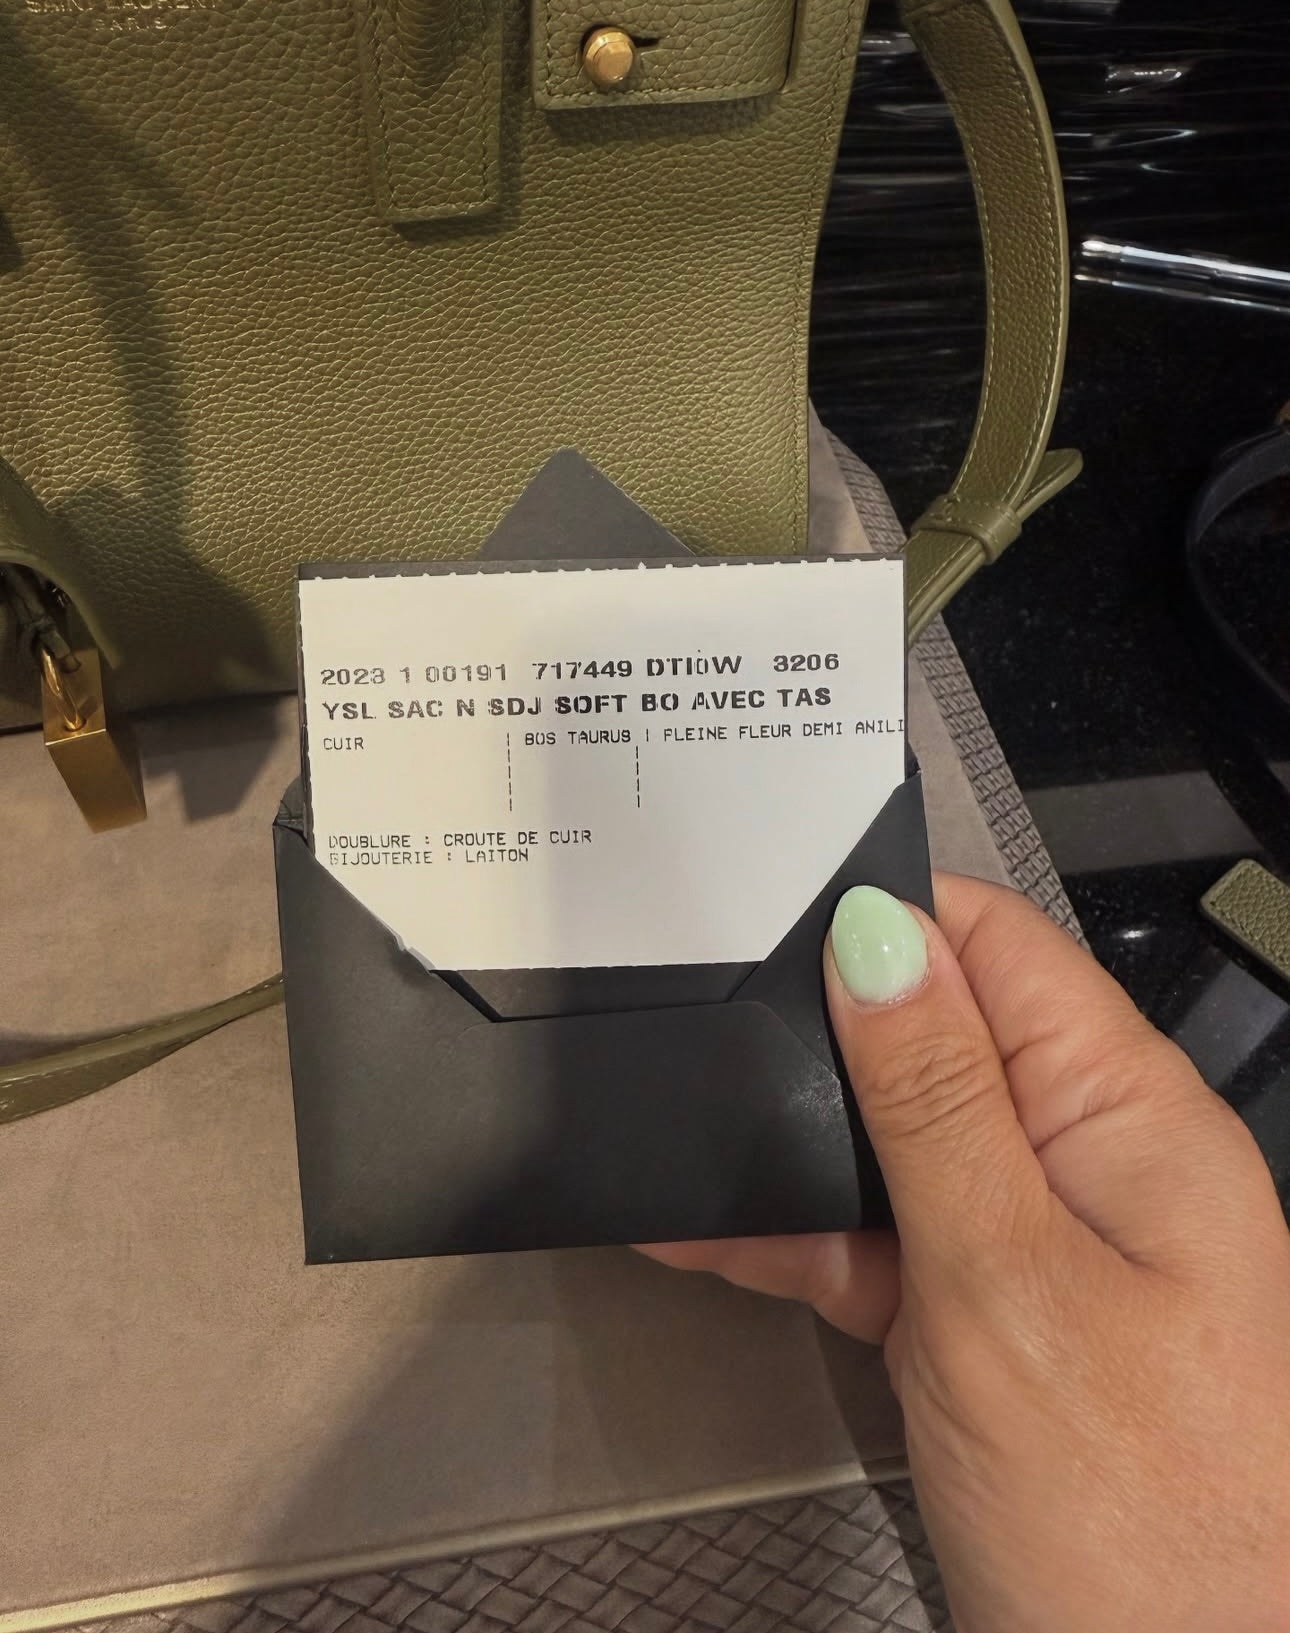 SAINT LAURENT
PARIS
2023 1 00191 717449 DTI0W 3206
YSL SAC N SDJ SOFT BO AVEC TAS
CUIR | BOS TAURUS | PLEINE FLEUR DEMI ANILI
DOUBLURE : CROUTE DE CUIR
BIJOUTERIE : LAITON